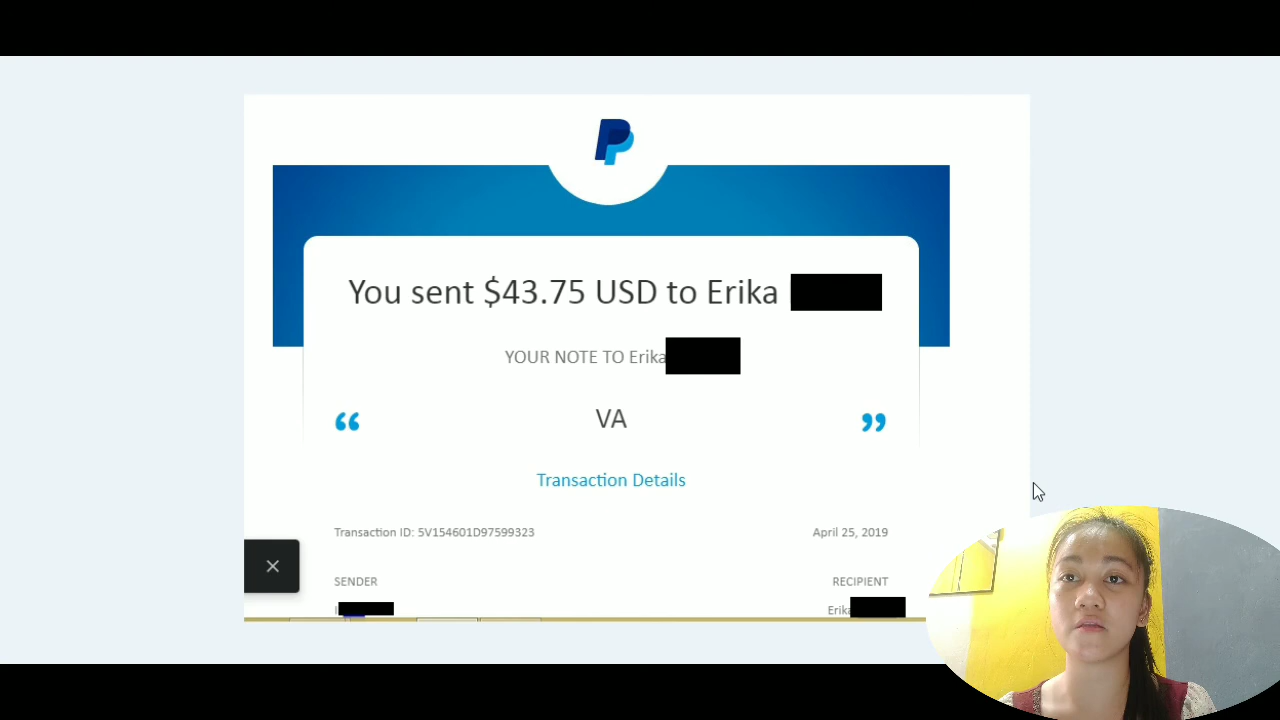 You sent $43.75 USD to Erika
YOUR NOTE TO Erika
“ VA ”
Transaction Details
Transaction ID: 5V154601D97599323 April 25, 2019
SENDER RECIPIENT
Erika